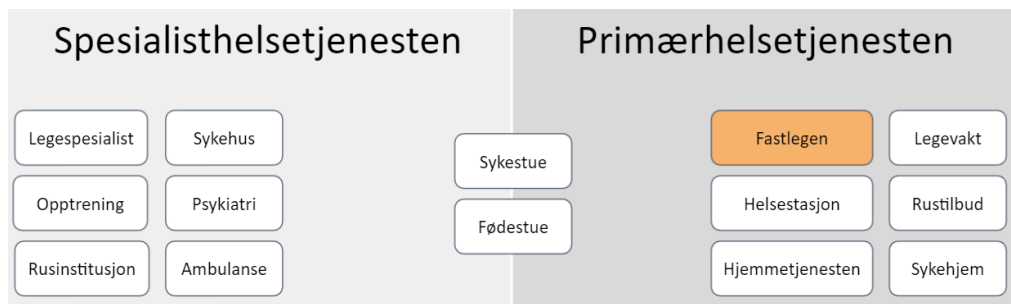 Spesialisthelsetjenesten
Primærhelsetjenesten
Legespesialist
Sykehus
Opptrening
Psykiatri
Rusinstitusjon
Ambulanse
Sykestue
Fødestue
Fastlegen
Legevakt
Helsestasjon
Rustilbud
Hjemmetjenesten
Sykehjem